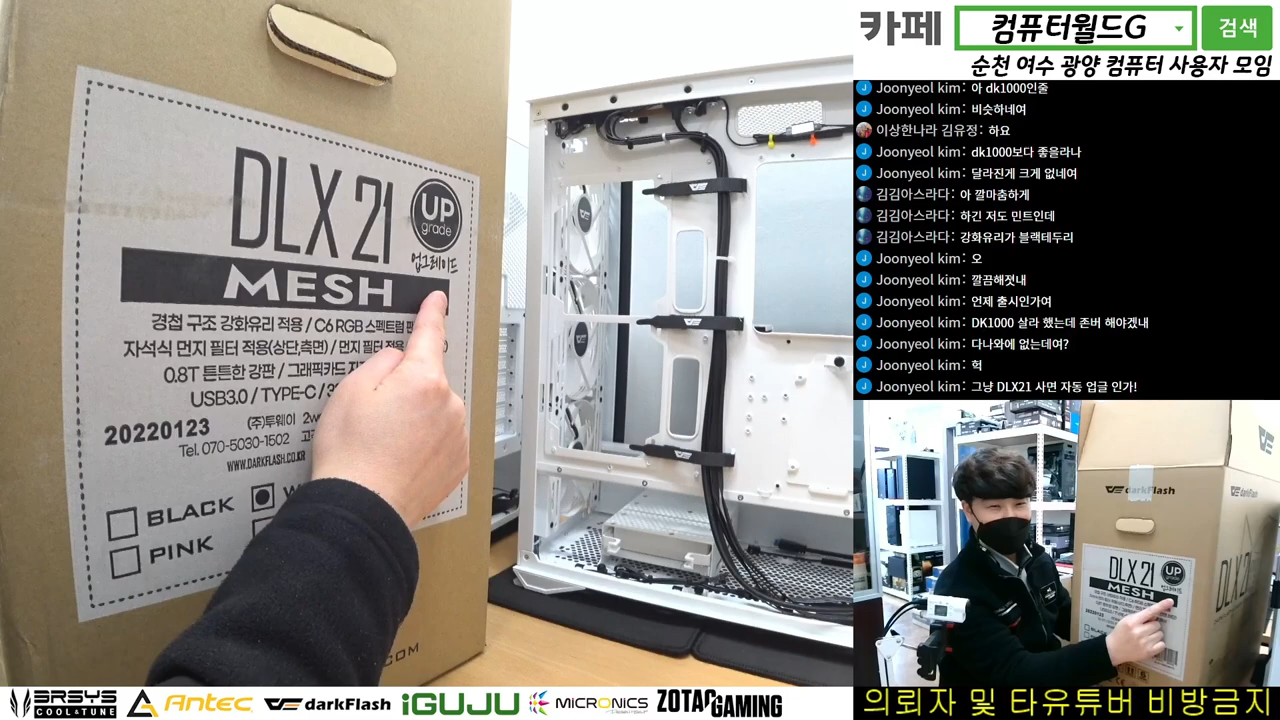 DLX 21
UP
grade
업그레이드
MESH
경첩 구조 강화유리 적용 / C6 RGB 스펙트럼
자석식 먼지 필터 적용(상단,측면) / 먼지 필터
0.8T 튼튼한 강판 / 그래픽카드
USB3.0 / TYPE-C /
20220123
(주)투웨이
Tel. 070-5030-1502
WWW.DARKFLASH.CO.KR
BLACK
PINK
카페
컴퓨터월드G
검색
순천 여수 광양 컴퓨터 사용자 모임
Joonyeol kim: 아 dk1000인줄
Joonyeol kim: 비슷하네여
이상한나라 김유정: 하요
Joonyeol kim: dk1000보다 좋을라나
Joonyeol kim: 달라진게 크게 없네여
김김아스라다: 아 깔마춤하게
김김아스라다: 하긴 저도 민트인데
김김아스라다: 강화유리가 블랙테두리
Joonyeol kim: 오
Joonyeol kim: 깔끔해젓내
Joonyeol kim: 언제 출시인가여
Joonyeol kim: DK1000 살라 했는데 존버 해야겠내
Joonyeol kim: 다나와에 없는데여?
Joonyeol kim: 헉
Joonyeol kim: 그냥 DLX21 사면 자동 업글 인가!
darkFlash
darkFlash
DLX 21
UP
MESH
DLX 21
3RSYS
COOL & TUNE
Antec
darkFlash
iGUJU
MICRONICS
ZOTAC GAMING
의뢰자 및 타유튜버 비방금지